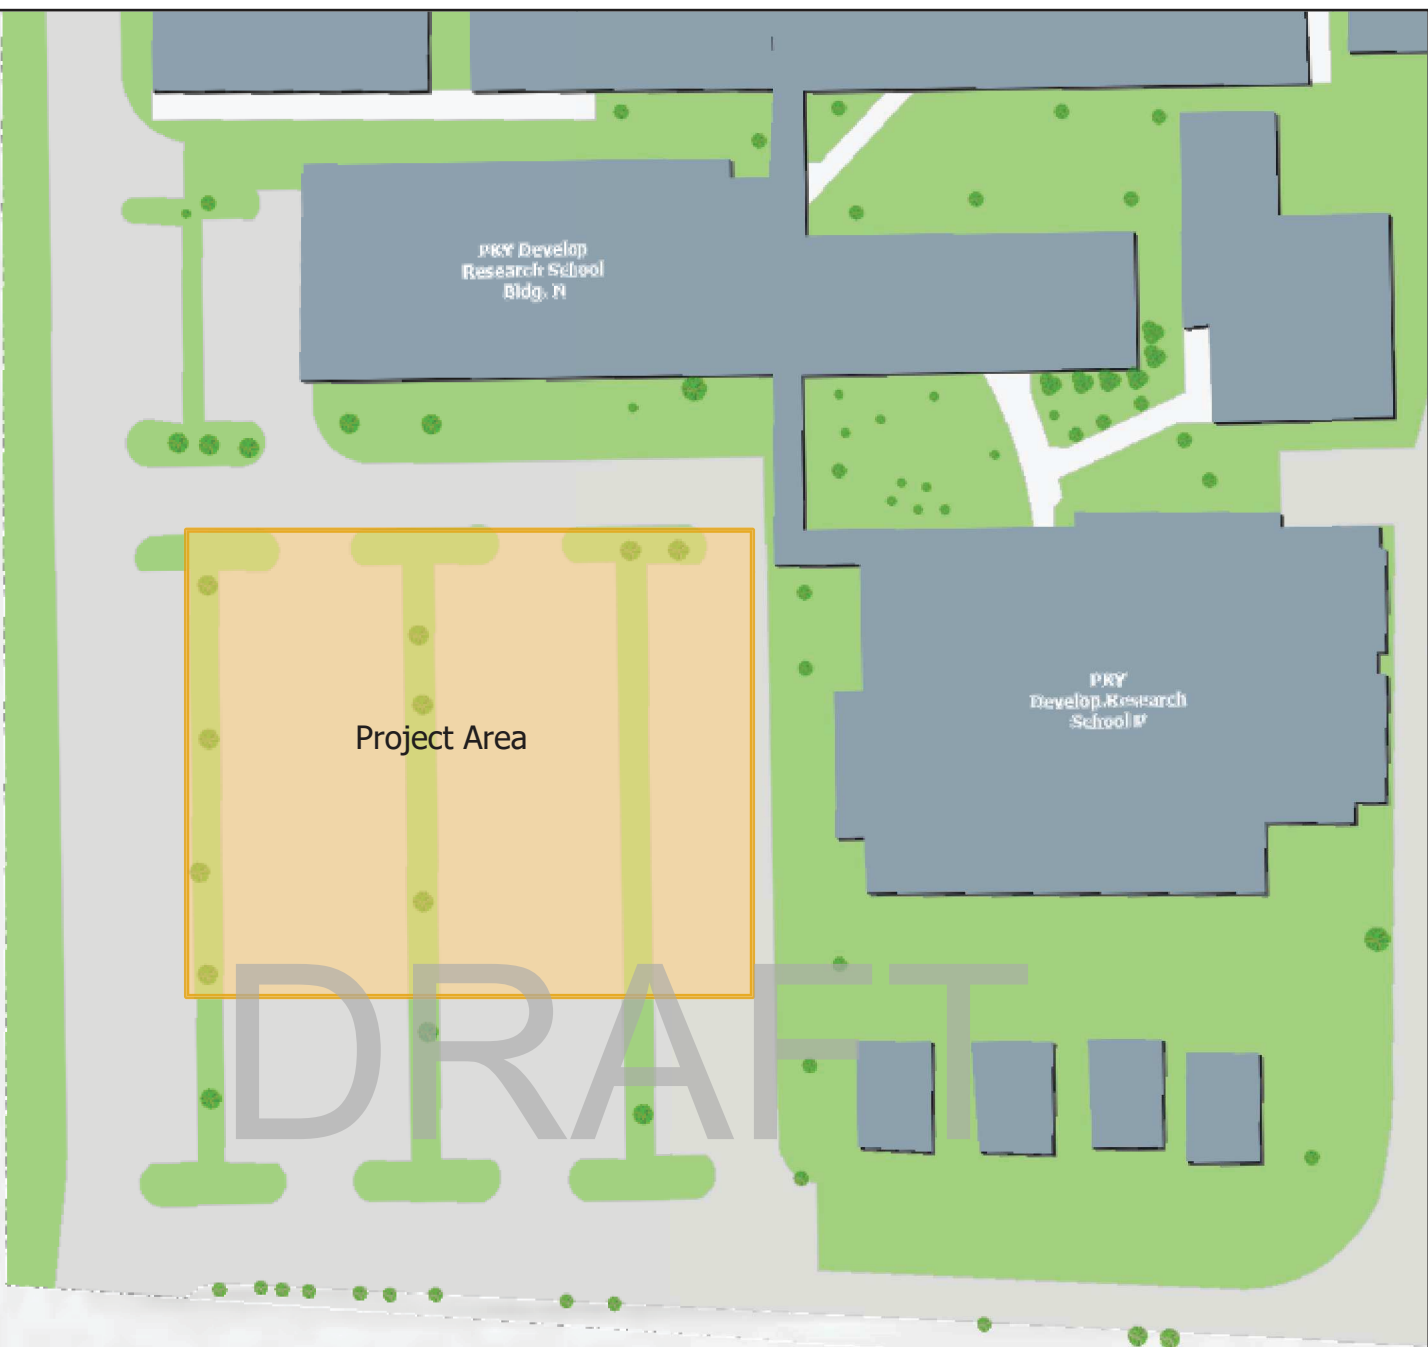 PKY Develop
Research School
Bldg. N
PKY
Develop.Research
School
Project Area
DRAFT